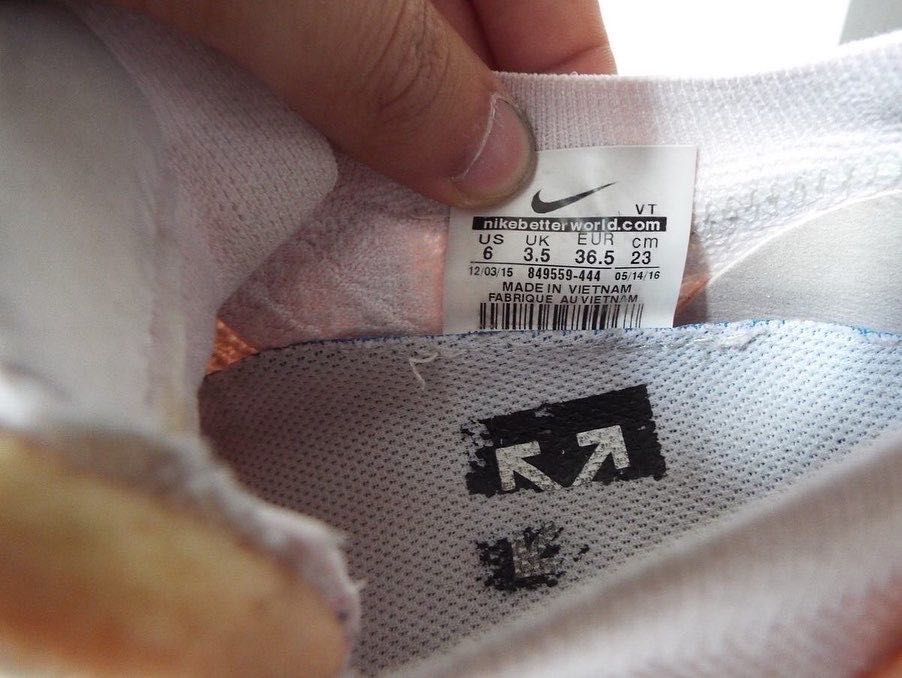 VT
nikebetterworld.com
US UK EUR cm
6 3.5 36.5 23
12/03/15 849559-444 05/14/16
MADE IN VIETNAM
FABRIQUE AU VIETNAM